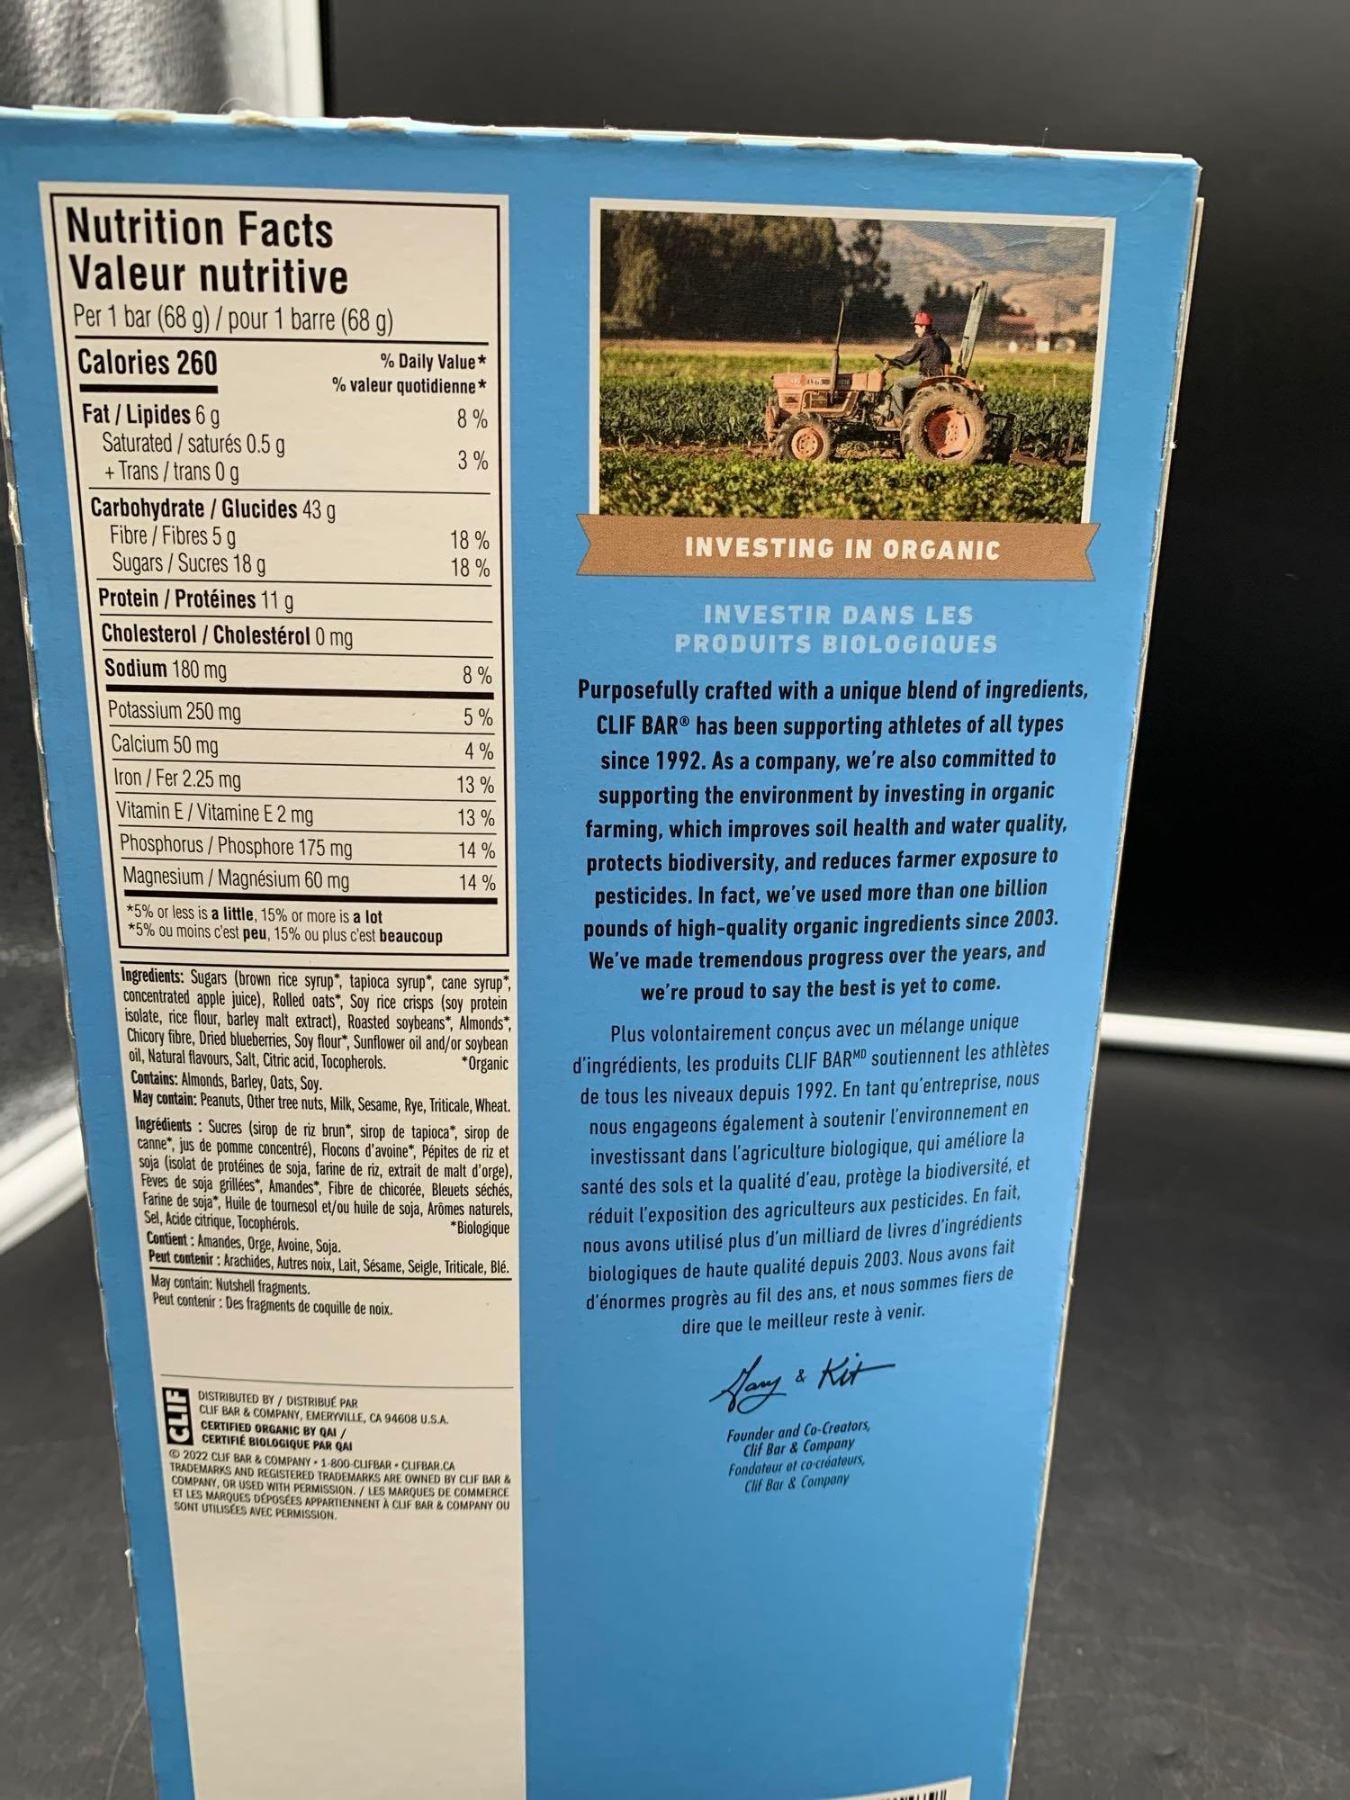 Nutrition Facts
Valeur nutritive
Per 1 bar (68 g) / pour 1 barre (68 g)
Calories 260
% Daily Value*
% valeur quotidienne*
Fat / Lipides 6 g 8 %
Saturated / saturés 0.5 g
+ Trans / trans 0 g 3 %
Carbohydrate / Glucides 43 g
Fibre / Fibres 5 g 18 %
Sugars / Sucres 18 g 18 %
Protein / Protéines 11 g
Cholesterol / Cholestérol 0 mg
Sodium 180 mg 8 %
Potassium 250 mg 5 %
Calcium 50 mg 4 %
Iron / Fer 2.25 mg 13 %
Vitamin E / Vitamine E 2 mg 13 %
Phosphorus / Phosphore 175 mg 14 %
Magnesium / Magnésium 60 mg 14 %
*5% or less is a little, 15% or more is a lot
*5% ou moins c'est peu, 15% ou plus c'est beaucoup
Ingredients: Sugars (brown rice syrup*, tapioca syrup*, cane syrup*,
concentrated apple juice), Rolled oats*, Soy rice crisps (soy protein
isolate, rice flour, barley malt extract), Roasted soybeans*, Almonds*,
Chicory fibre, Dried blueberries, Soy flour*, Sunflower oil and/or soybean
oil, Natural flavours, Salt, Citric acid, Tocopherols. *Organic
Contains: Almonds, Barley, Oats, Soy.
May contain: Peanuts, Other tree nuts, Milk, Sesame, Rye, Triticale, Wheat.
Ingrédients : Sucres (sirop de riz brun*, sirop de tapioca*, sirop de
canne*, jus de pomme concentré), Flocons d'avoine*, Pépites de riz et
soja (isolat de protéines de soja, farine de riz, extrait de malt d'orge),
Fèves de soja grillées*, Amandes*, Fibre de chicorée, Bleuets séchés,
Farine de soja*, Huile de tournesol et/ou huile de soja, Arômes naturels,
Sel, Acide citrique, Tocophérols. *Biologique
Contient : Amandes, Orge, Avoine, Soja.
Peut contenir : Arachides, Autres noix, Lait, Sésame, Seigle, Triticale, Blé.
May contain: Nutshell fragments.
Peut contenir : Des fragments de coquille de noix.
CLIF
DISTRIBUTED BY / DISTRIBUÉ PAR
CLIF BAR & COMPANY, EMERYVILLE, CA 94608 U.S.A.
CERTIFIED ORGANIC BY QAI /
CERTIFIÉ BIOLOGIQUE PAR QAI
© 2022 CLIF BAR & COMPANY • 1-800-CLIFBAR • CLIFBAR.CA
TRADEMARKS AND REGISTERED TRADEMARKS ARE OWNED BY CLIF BAR &
COMPANY, OR USED WITH PERMISSION. / LES MARQUES DE COMMERCE
ET LES MARQUES DÉPOSÉES APPARTIENNENT À CLIF BAR & COMPANY OU
SONT UTILISÉES AVEC PERMISSION.
INVESTING IN ORGANIC
INVESTIR DANS LES
PRODUITS BIOLOGIQUES
Purposefully crafted with a unique blend of ingredients,
CLIF BAR® has been supporting athletes of all types
since 1992. As a company, we're also committed to
supporting the environment by investing in organic
farming, which improves soil health and water quality,
protects biodiversity, and reduces farmer exposure to
pesticides. In fact, we've used more than one billion
pounds of high-quality organic ingredients since 2003.
We've made tremendous progress over the years, and
we're proud to say the best is yet to come.
Plus volontairement conçus avec un mélange unique
d'ingrédients, les produits CLIF BARMD soutiennent les athlètes
de tous les niveaux depuis 1992. En tant qu'entreprise, nous
nous engageons également à soutenir l'environnement en
investissant dans l'agriculture biologique, qui améliore la
santé des sols et la qualité d'eau, protège la biodiversité, et
réduit l'exposition des agriculteurs aux pesticides. En fait,
nous avons utilisé plus d'un milliard de livres d'ingrédients
biologiques de haute qualité depuis 2003. Nous avons fait
d'énormes progrès au fil des ans, et nous sommes fiers de
dire que le meilleur reste à venir.
Gary & Kit
Founder and Co-Creators,
Clif Bar & Company
Fondateur et co-créateurs,
Clif Bar & Company